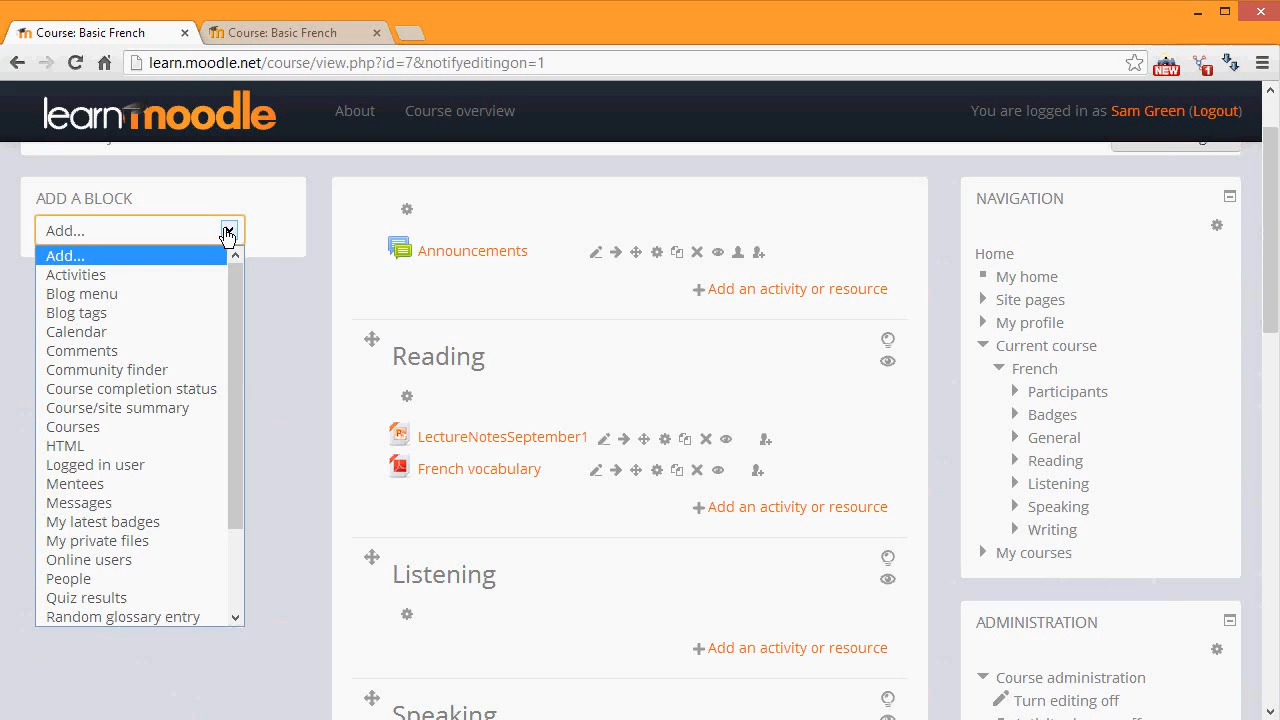 Course: Basic French
Course: Basic French
learn.moodle.net/course/view.php?id=7&notifyeditingon=1
NEW
1
learn moodle
About
Course overview
You are logged in as Sam Green (Logout)
ADD A BLOCK
Add...
Add...
Activities
Blog menu
Blog tags
Calendar
Comments
Community finder
Course completion status
Course/site summary
Courses
HTML
Logged in user
Mentees
Messages
My latest badges
My private files
Online users
People
Quiz results
Random glossary entry
Announcements
Add an activity or resource
Reading
LectureNotesSeptember1
French vocabulary
Add an activity or resource
Listening
Add an activity or resource
Speaking
NAVIGATION
Home
My home
Site pages
My profile
Current course
French
Participants
Badges
General
Reading
Listening
Speaking
Writing
My courses
ADMINISTRATION
Course administration
Turn editing off